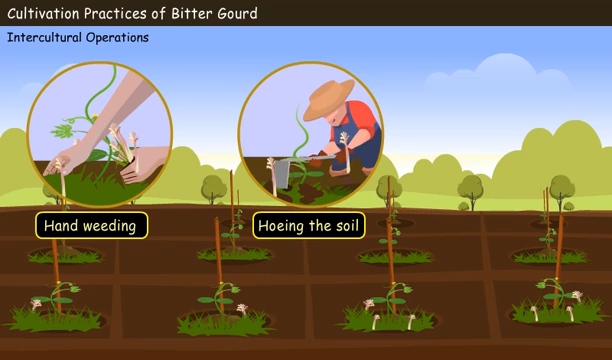 Cultivation Practices of Bitter Gourd
Intercultural Operations
Hand weeding
Hoeing the soil